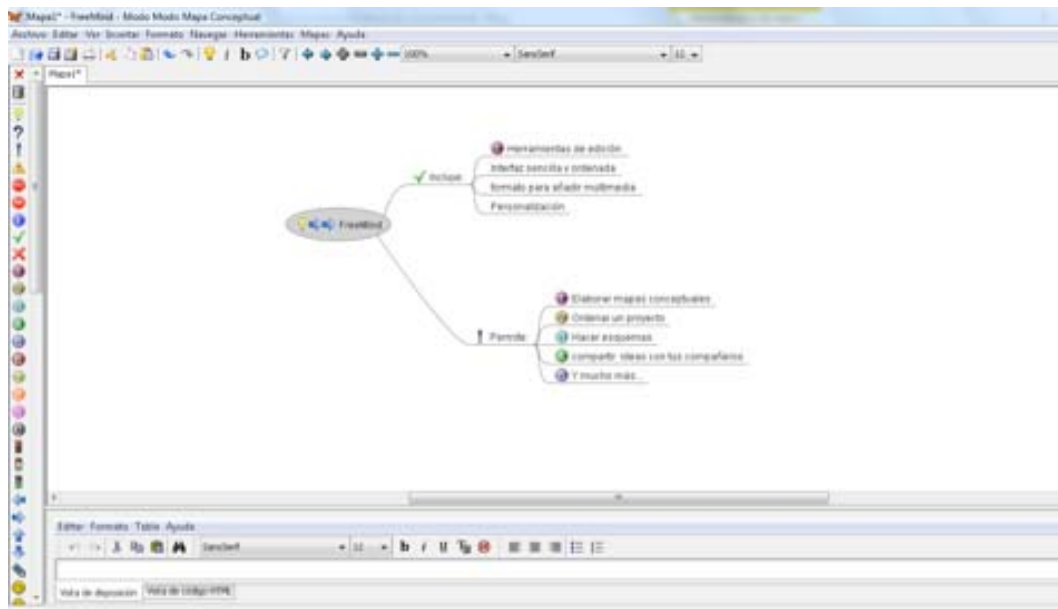 Mapa1* - FreeMind - Modo Modo Mapa Conceptual
Archivo Editar Ver Insertar Formato Navegar Herramientas Mapas Ayuda
100% SansSerif 11
Mapa1*
Herramientas de edición
Interfaz sencilla y ordenada
Incluye
formato para añadir multimedia
Personalización
FreeMind
Elaborar mapas conceptuales
Ordenar un proyecto
Permite
Hacer esquemas
compartir ideas con tus compañeros
Y mucho más...
Editar Formato Tabla Ayuda
SansSerif 11
Vista de disposición Vista de código HTML